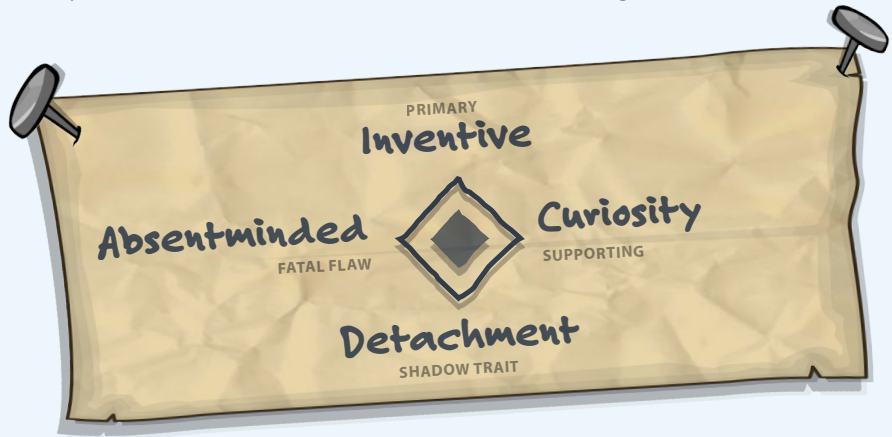 PRIMARY
Inventive
Absentminded
FATAL FLAW
Curiosity
SUPPORTING
Detachment
SHADOW TRAIT